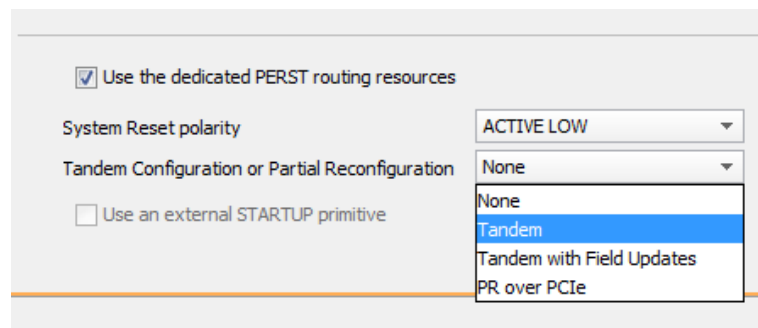 Use the dedicated PERST routing resources
System Reset polarity ACTIVE LOW
Tandem Configuration or Partial Reconfiguration None
None
Use an external STARTUP primitive
Tandem
Tandem with Field Updates
PR over PCIe